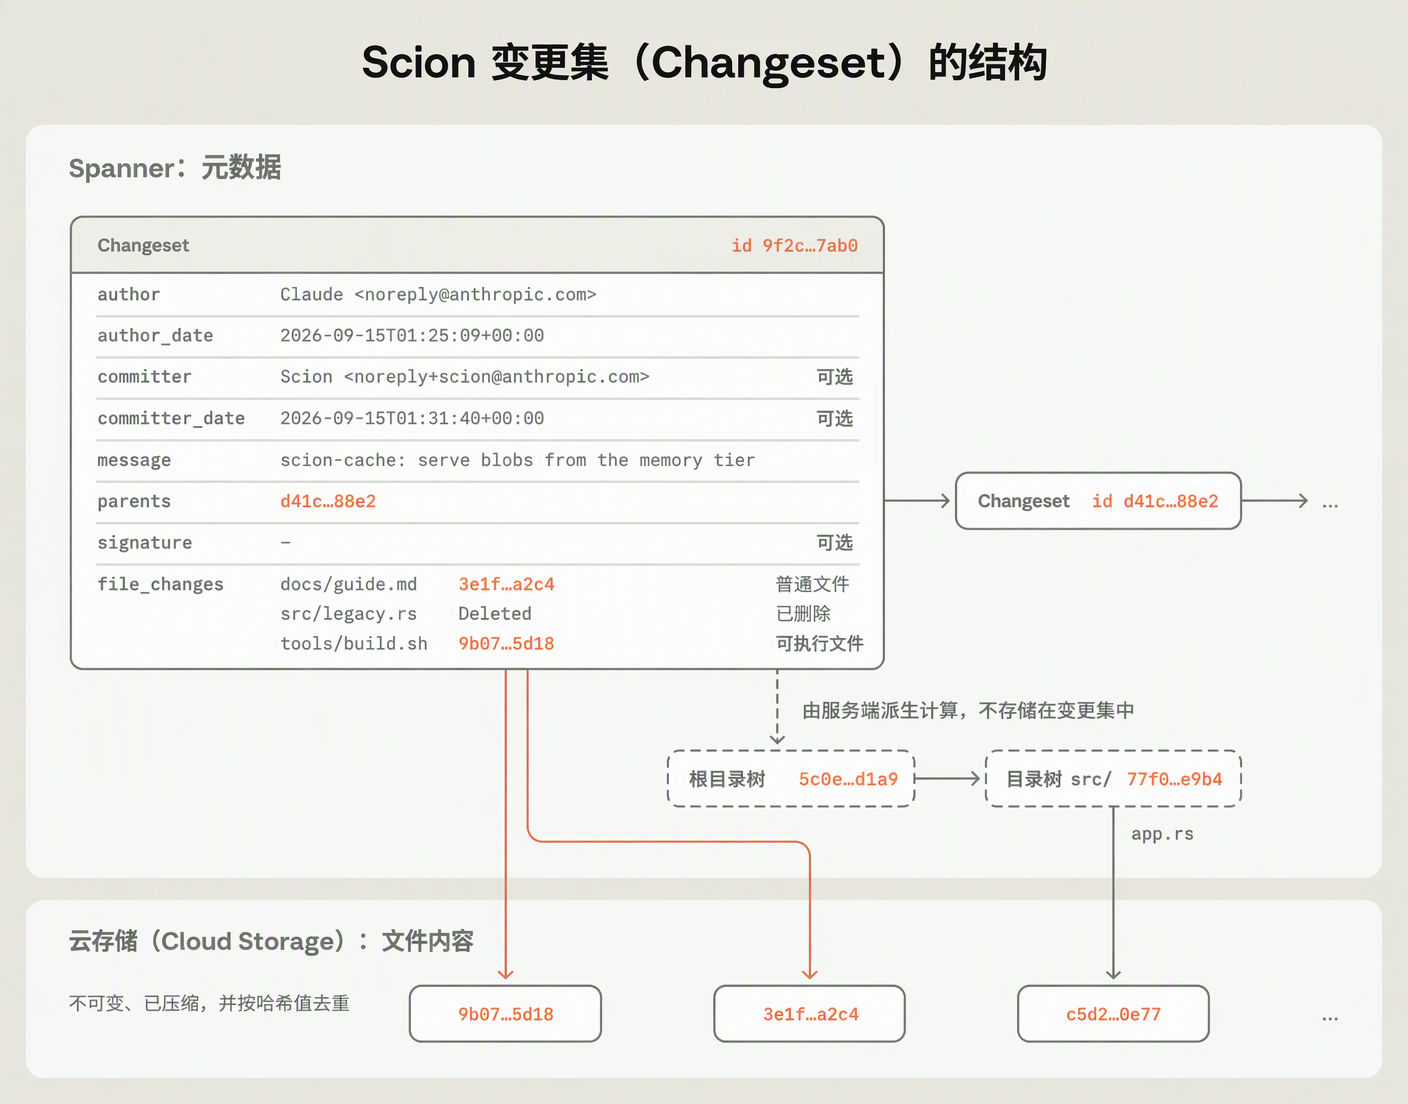 Scion 变更集（Changeset）的结构
Spanner：元数据
Changeset id 9f2c…7ab0
author Claude <noreply@anthropic.com>
author_date 2026-09-15T01:25:09+00:00
committer Scion <noreply+scion@anthropic.com> 可选
committer_date 2026-09-15T01:31:40+00:00 可选
message scion-cache: serve blobs from the memory tier
parents d41c…88e2
Changeset id d41c…88e2 …
signature – 可选
file_changes docs/guide.md 3e1f…a2c4 普通文件
src/legacy.rs Deleted 已删除
tools/build.sh 9b07…5d18 可执行文件
由服务端派生计算，不存储在变更集中
根目录树 5c0e…d1a9
目录树 src/ 77f0…e9b4
app.rs
云存储（Cloud Storage）：文件内容
不可变、已压缩，并按哈希值去重
9b07…5d18
3e1f…a2c4
c5d2…0e77
…